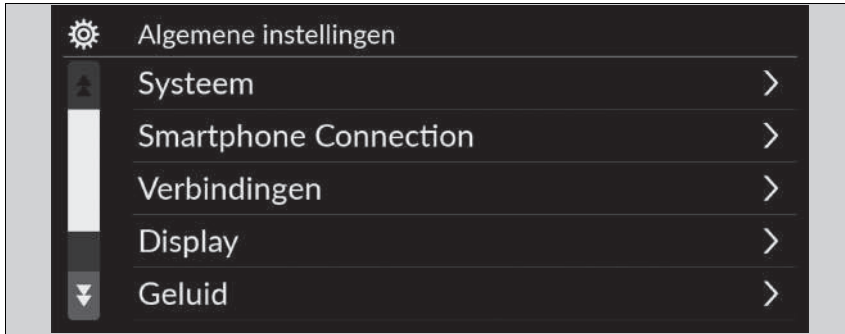 Algemene instellingen
Systeem
Smartphone Connection
Verbindingen
Display
Geluid